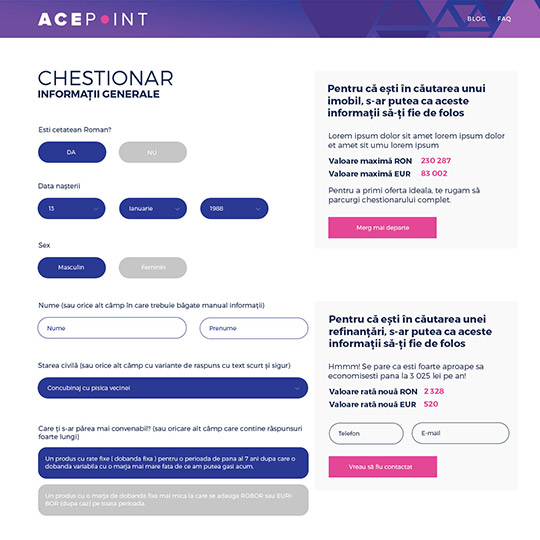 ACEPOINT
BLOG FAQ
CHESTIONAR
INFORMAȚII GENERALE
Esti cetatean Roman?
DA NU
Data nașterii
13 Ianuarie 1988
Sex
Masculin Feminin
Nume (sau orice alt câmp în care trebuie băgate manual informații)
Nume Prenume
Starea civilă (sau orice alt câmp cu variante de raspuns cu text scurt și sigur)
Concubinaj cu pisica vecinei
Care ți s-ar părea mai convenabil? (sau oricare alt câmp care contine răspunsuri
foarte lungi)
Un produs cu rate fixe ( dobanda fixa ) pentru o perioada de pana al 7 ani dupa care o
dobanda variabila cu o marja mai mare fata de ce am putea gasi acum.
Un produs cu o marja de dobanda fixa mai mica la care se adauga ROBOR sau EURI-
BOR (dupa caz) pe toata perioada.
Pentru că ești în căutarea unui
imobil, s-ar putea ca aceste
informații să-ți fie de folos
Lorem ipsum dolor sit amet lorem ipsum dolor
et amet sit umu lorem ipsum
Valoare maximă RON 230 287
Valoare maximă EUR 83 002
Pentru a primi oferta ideala, te rugam să
parcurgi chestionarului complet.
Merg mai departe
Pentru că ești în căutarea unei
refinanțări, s-ar putea ca aceste
informații să-ți fie de folos
Hmmm! Se pare ca esti foarte aproape sa
economisesti pana la 3 025 lei pe an!
Valoare rată nouă RON 2 328
Valoare rată nouă EUR 520
Telefon E-mail
Vreau să fiu contactat